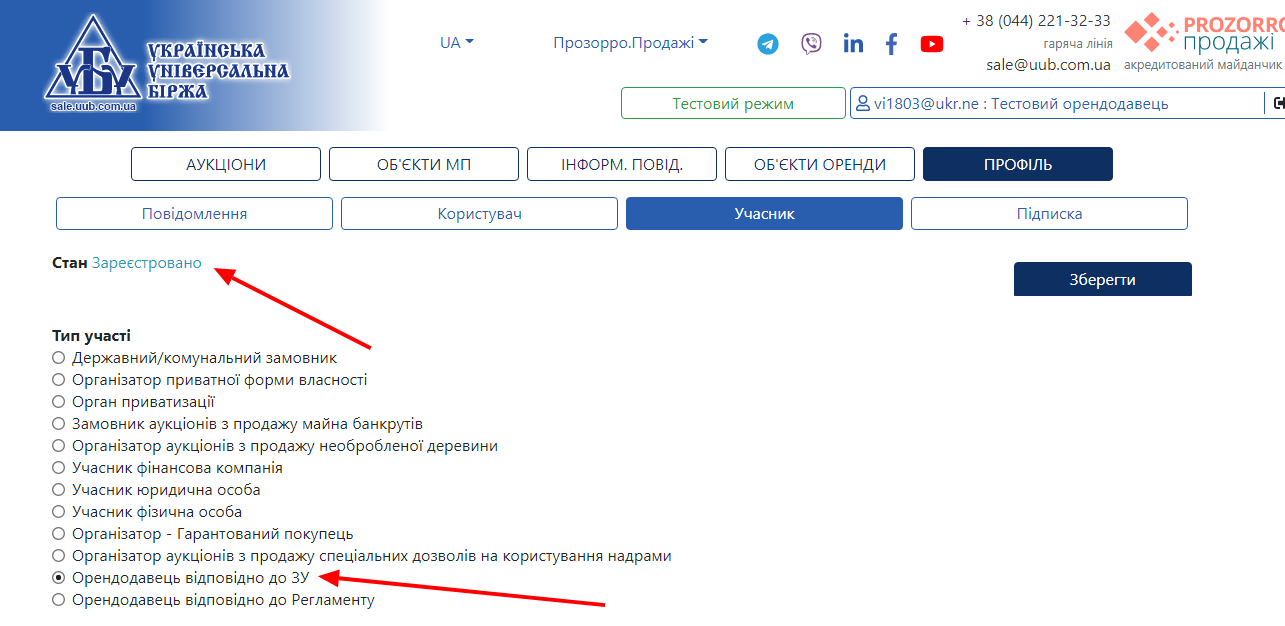 УКРАЇНСЬКА
УНІВЕРСАЛЬНА
БІРЖА
УБУ
sale.uub.com.ua
UA
Прозорро.Продажі
+ 38 (044) 221-32-33
гаряча лінія
sale@uub.com.ua
PROZORRO
продажі
акредитований майданчик
Тестовий режим
vi1803@ukr.ne : Тестовий орендодавець
АУКЦІОНИ
ОБ'ЄКТИ МП
ІНФОРМ. ПОВІД.
ОБ'ЄКТИ ОРЕНДИ
ПРОФІЛЬ
Повідомлення
Користувач
Учасник
Підписка
Стан Зареєстровано
Зберегти
Тип участі
Державний/комунальний замовник
Організатор приватної форми власності
Орган приватизації
Замовник аукціонів з продажу майна банкрутів
Організатор аукціонів з продажу необробленої деревини
Учасник фінансова компанія
Учасник юридична особа
Учасник фізична особа
Організатор - Гарантований покупець
Організатор аукціонів з продажу спеціальних дозволів на користування надрами
Орендодавець відповідно до ЗУ
Орендодавець відповідно до Регламенту